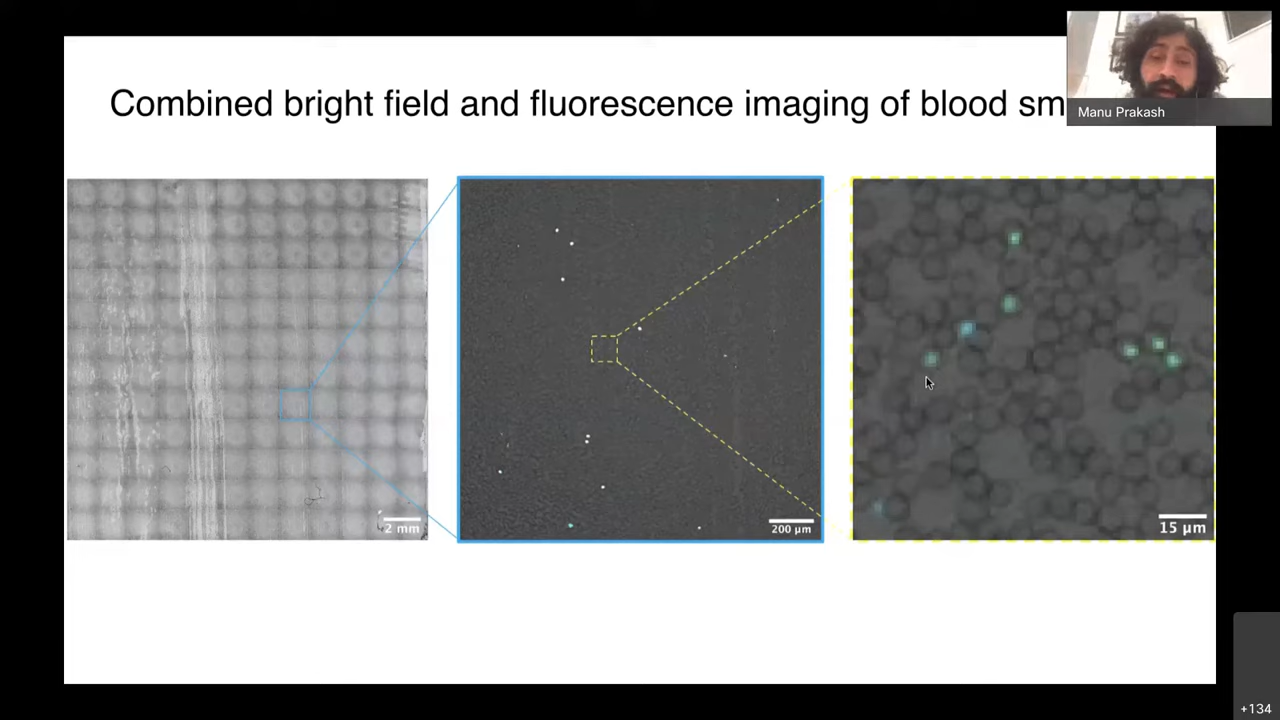 Combined bright field and fluorescence imaging of blood sm
Manu Prakash
2 mm
200 µm
15 µm
+134